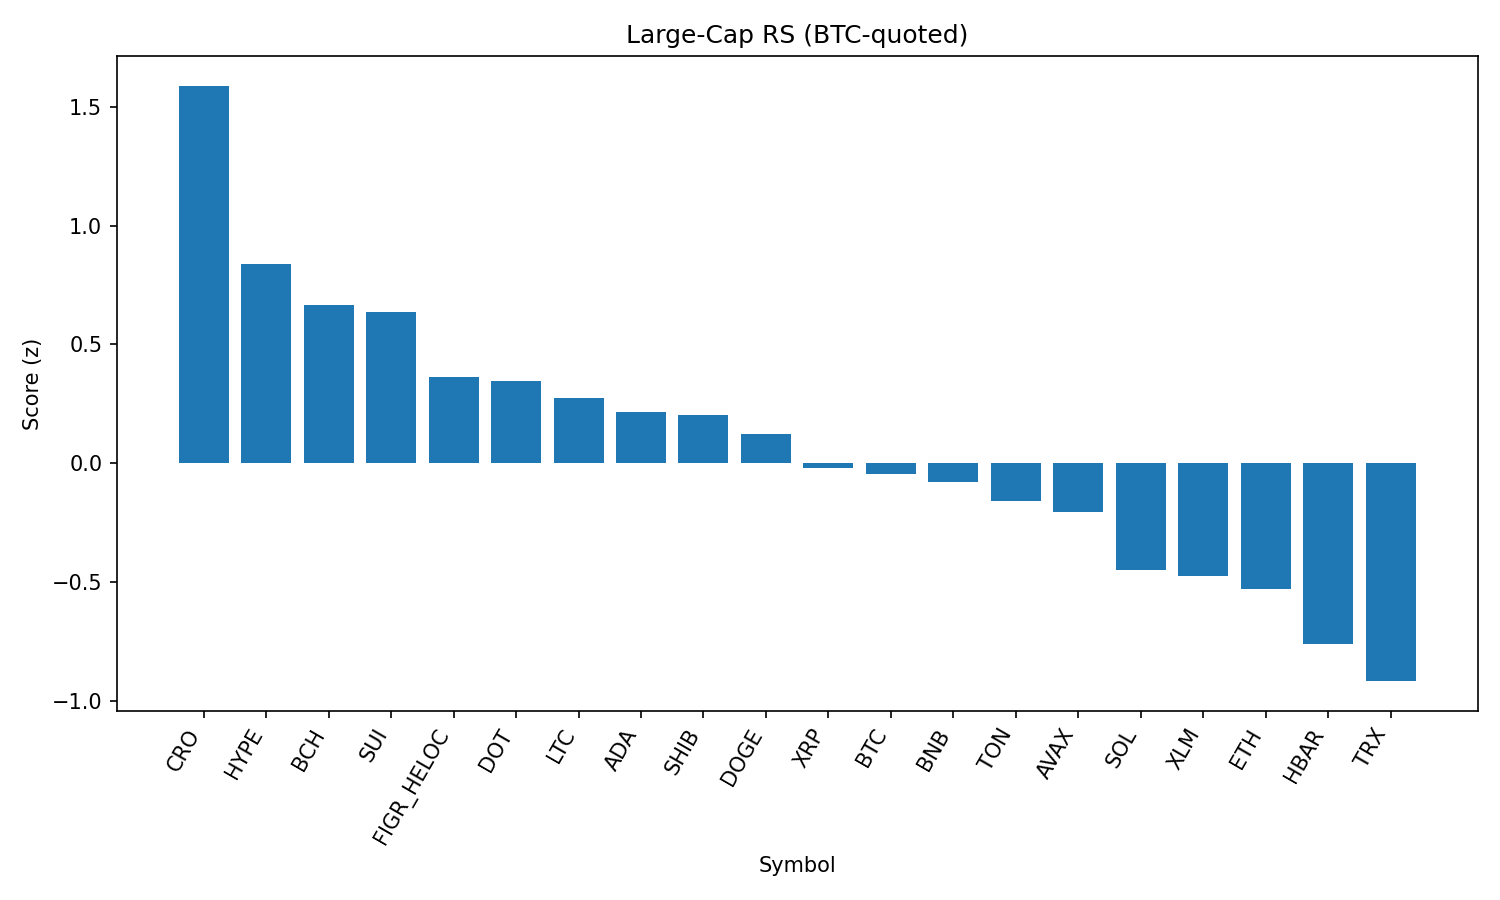 Large-Cap RS (BTC-quoted)
Score (z)
1.5
1.0
0.5
0.0
−0.5
−1.0
CRO
HYPE
BCH
SUI
FIGR_HELOC
DOT
LTC
ADA
SHIB
DOGE
XRP
BTC
BNB
TON
AVAX
SOL
XLM
ETH
HBAR
TRX
Symbol